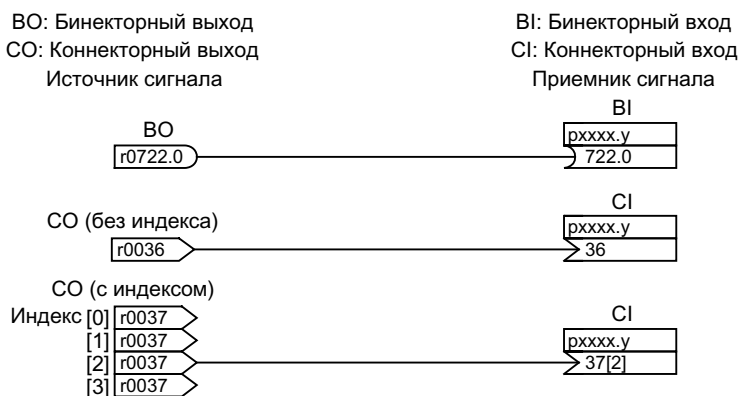 BO: Бинекторный выход
BI: Бинекторный вход
CO: Коннекторный выход
CI: Коннекторный вход
Источник сигнала
Приемник сигнала
BO
BI
pxxxx.y
r0722.0
722.0
CO (без индекса)
CI
pxxxx.y
r0036
36
CO (с индексом)
Индекс [0] r0037
CI
[1] r0037
pxxxx.y
[2] r0037
37[2]
[3] r0037